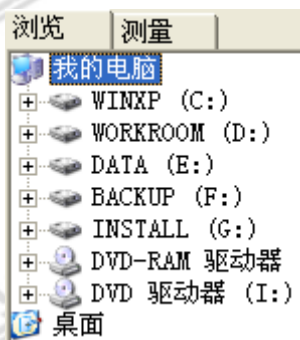 浏览 测量
我的电脑
WINXP (C:)
WORKROOM (D:)
DATA (E:)
BACKUP (F:)
INSTALL (G:)
DVD-RAM 驱动器
DVD 驱动器 (I:)
桌面